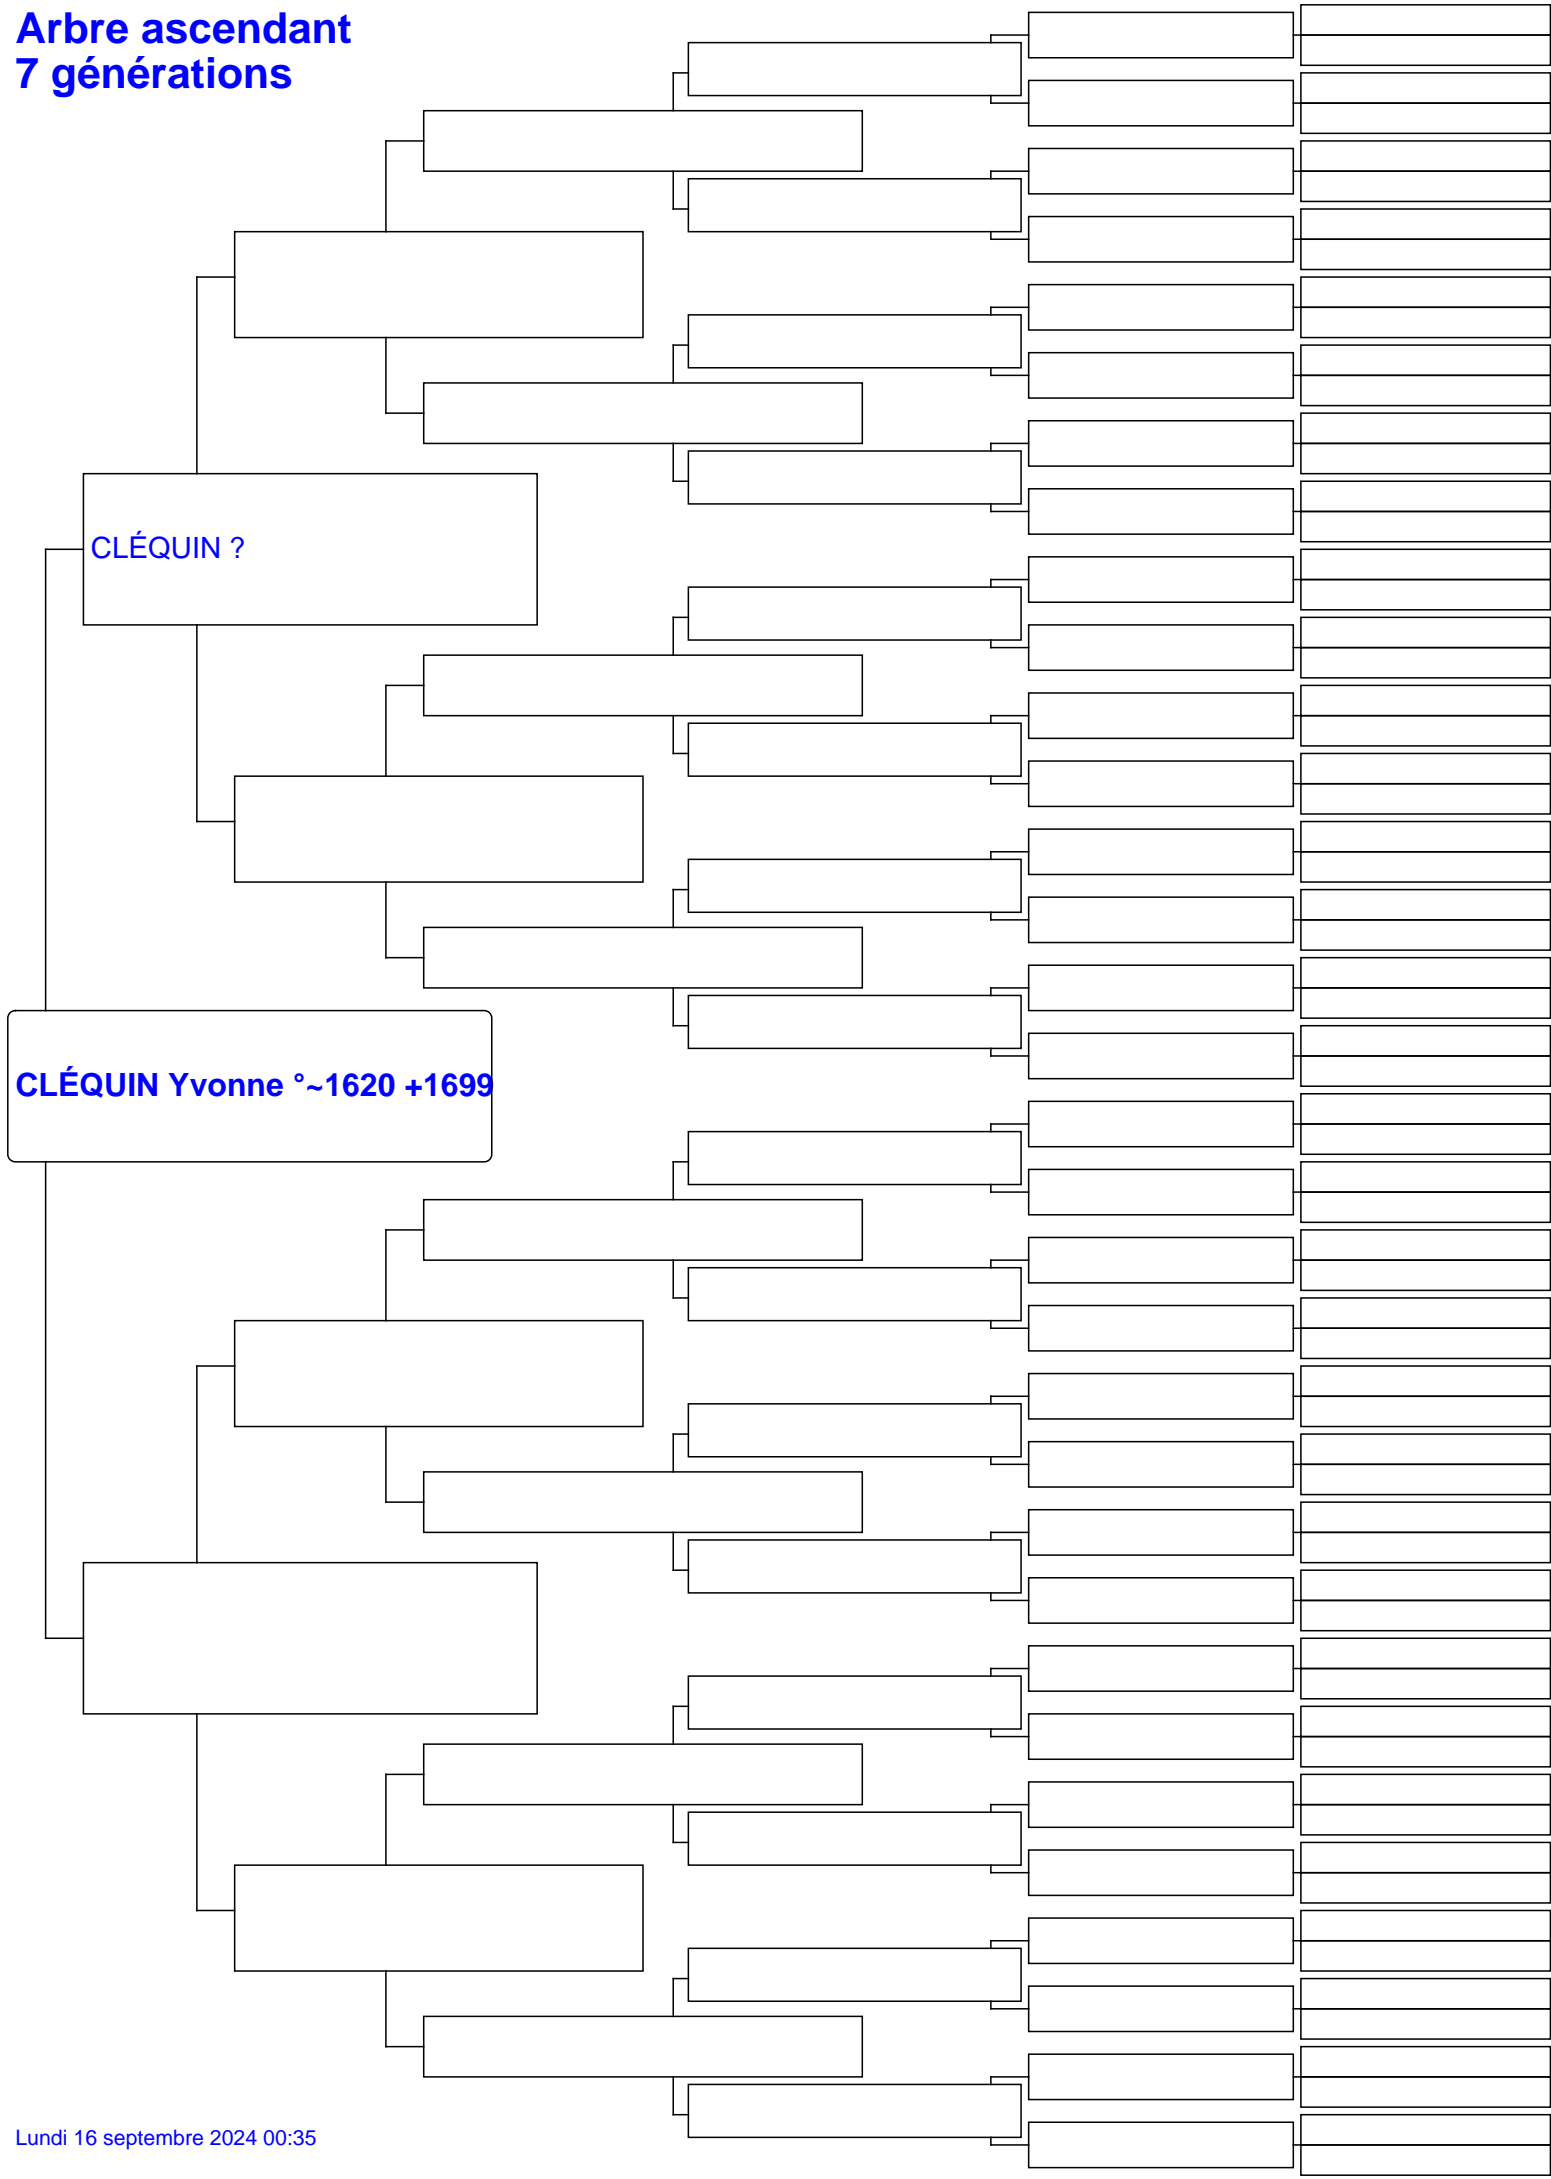 Arbre ascendant
7 générations
CLÉQUIN ?
CLÉQUIN Yvonne °~1620 +1699
Lundi 16 septembre 2024 00:35